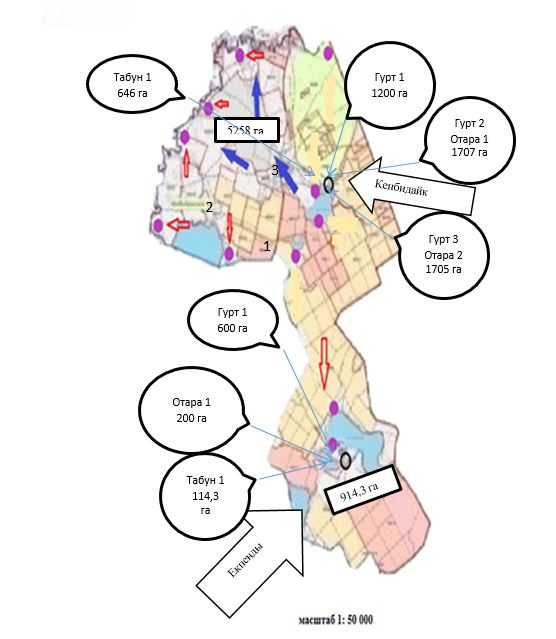 Табун 1
646 га
Гурт 1
1200 га
5258 га
Гурт 2
Отара 1
1707 га
3
Кенбидайк
2
Гурт 3
Отара 2
1705 га
1
Гурт 1
600 га
Отара 1
200 га
Табун 1
114,3
га
914,3 га
Екпенды
масштаб 1: 50 000